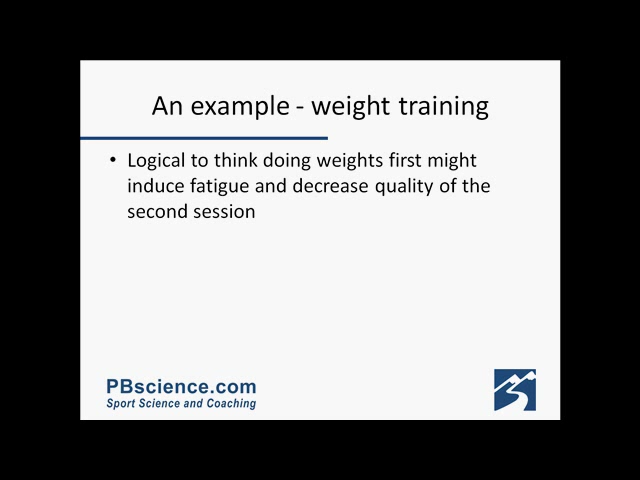 An example - weight training
• Logical to think doing weights first might
induce fatigue and decrease quality of the
second session
PBscience.com
Sport Science and Coaching